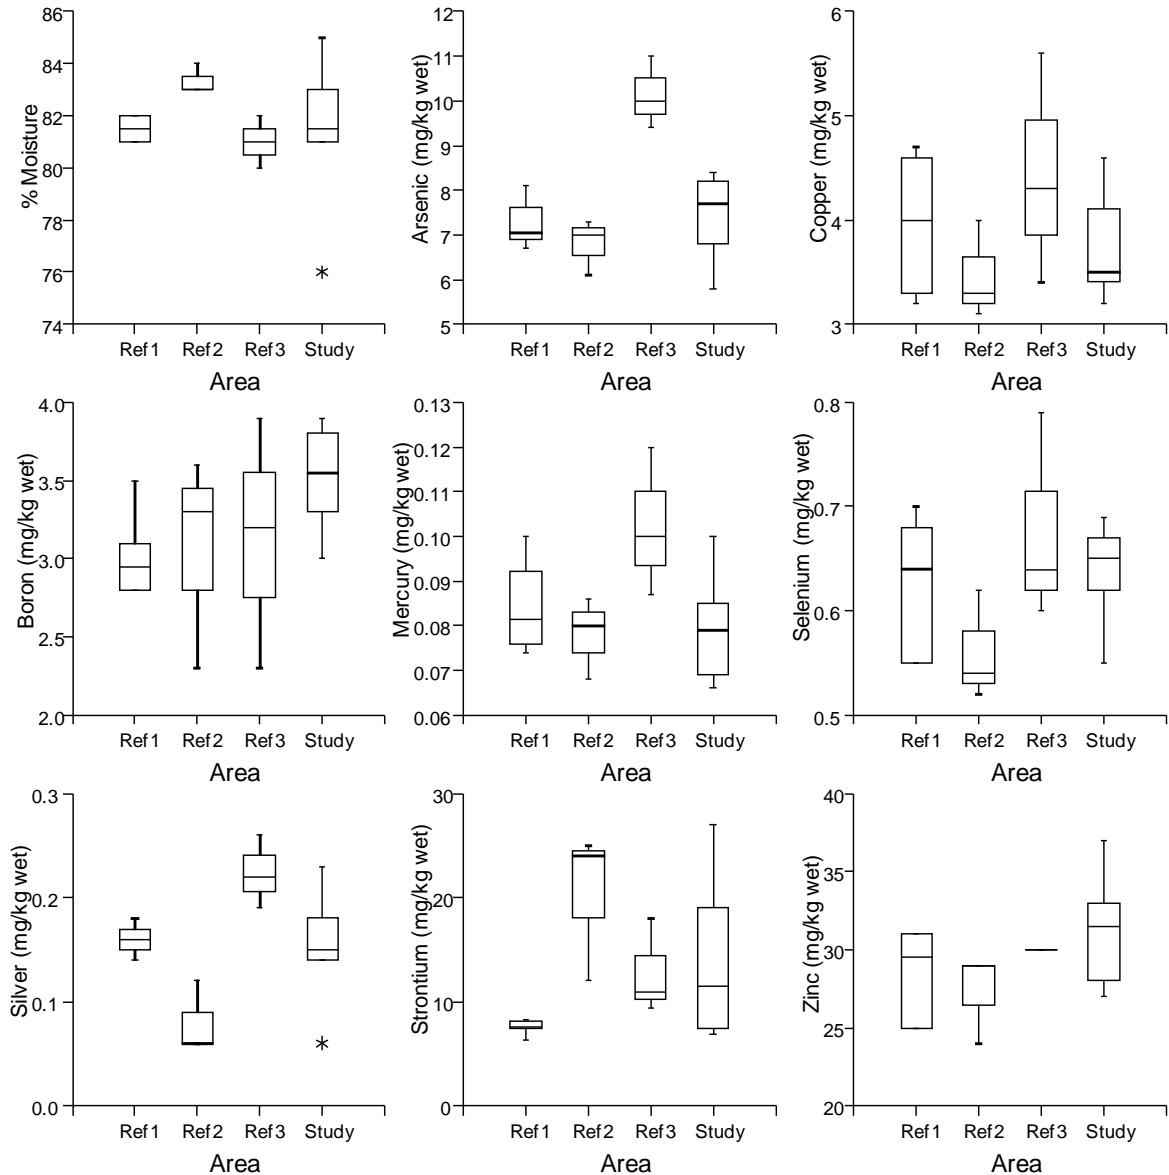 % Moisture
86
84
82
80
78
76
74
Ref1 Ref2 Ref3 Study
Area
Arsenic (mg/kg wet)
12
11
10
9
8
7
6
5
Ref1 Ref2 Ref3 Study
Area
Copper (mg/kg wet)
6
5
4
3
Ref1 Ref2 Ref3 Study
Area
Boron (mg/kg wet)
4.0
3.5
3.0
2.5
2.0
Ref1 Ref2 Ref3 Study
Area
Mercury (mg/kg wet)
0.13
0.12
0.11
0.10
0.09
0.08
0.07
0.06
Ref1 Ref2 Ref3 Study
Area
Selenium (mg/kg wet)
0.8
0.7
0.6
0.5
Ref1 Ref2 Ref3 Study
Area
Silver (mg/kg wet)
0.3
0.2
0.1
0.0
Ref1 Ref2 Ref3 Study
Area
Strontium (mg/kg wet)
30
20
10
0
Ref1 Ref2 Ref3 Study
Area
Zinc (mg/kg wet)
40
35
30
25
20
Ref1 Ref2 Ref3 Study
Area